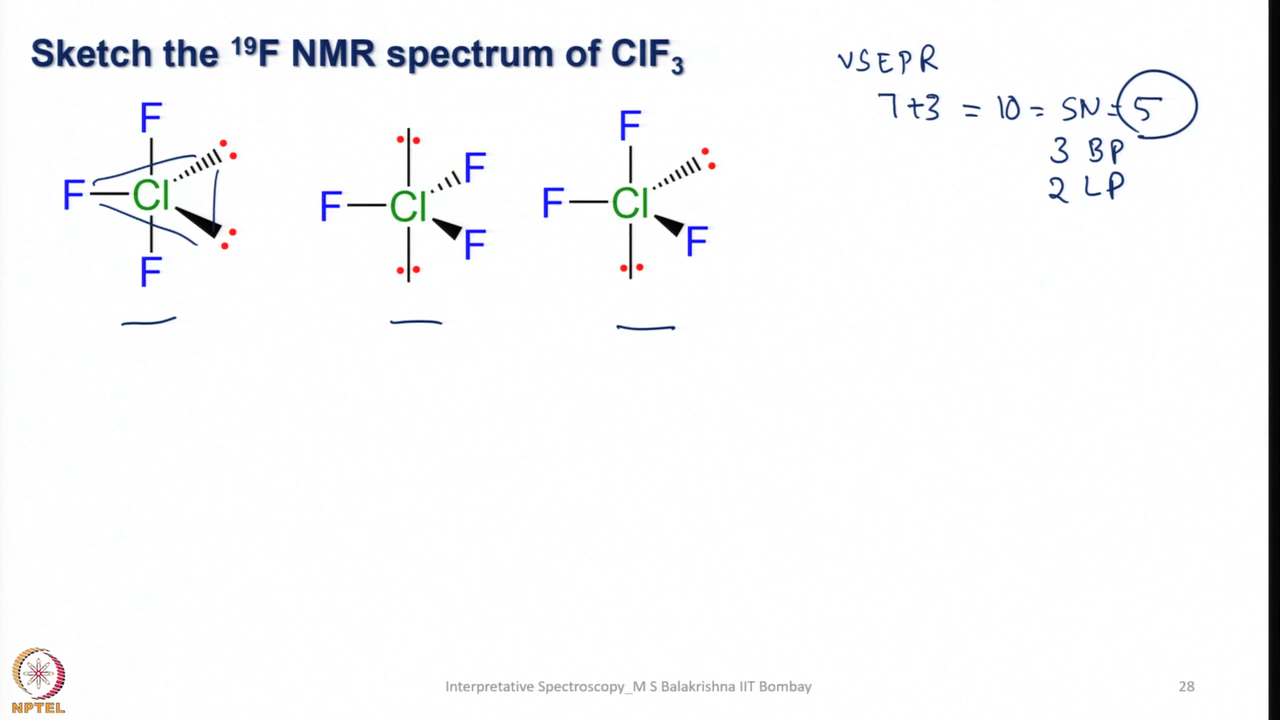 Sketch the ¹⁹F NMR spectrum of ClF₃
VSEPR
7+3 = 10 = SN = 5
3 BP
2 LP
F
F Cl
F
F Cl F
F
F
F Cl
F
Interpretative Spectroscopy_M S Balakrishna IIT Bombay
28
NPTEL